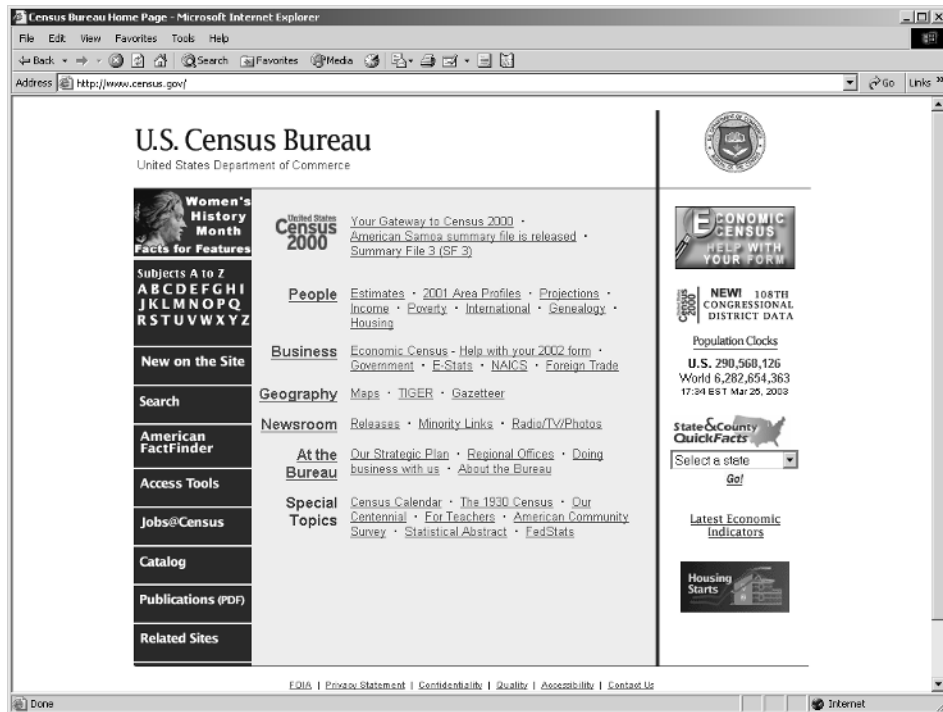 Census Bureau Home Page - Microsoft Internet Explorer
File Edit View Favorites Tools Help
Back Search Favorites Media
Address http://www.census.gov/ Go Links »
U.S. Census Bureau
United States Department of Commerce
Women's
History
Month
Facts for Features
Subjects A to Z
A B C D E F G H I
J K L M N O P Q
R S T U V W X Y Z
New on the Site
Search
American
FactFinder
Access Tools
Jobs@Census
Catalog
Publications (PDF)
Related Sites
United States
Census
2000
Your Gateway to Census 2000 ·
American Samoa summary file is released ·
Summary File 3 (SF 3)
People
Estimates · 2001 Area Profiles · Projections ·
Income · Poverty · International · Genealogy ·
Housing
Business
Economic Census - Help with your 2002 form ·
Government · E-Stats · NAICS · Foreign Trade
Geography
Maps · TIGER · Gazetteer
Newsroom
Releases · Minority Links · Radio/TV/Photos
At the
Bureau
Our Strategic Plan · Regional Offices · Doing
business with us · About the Bureau
Special
Topics
Census Calendar · The 1930 Census · Our
Centennial · For Teachers · American Community
Survey · Statistical Abstract · FedStats
ECONOMIC
CENSUS
HELP WITH
YOUR FORM
Census
2000
NEW! 108TH
CONGRESSIONAL
DISTRICT DATA
Population Clocks
U.S. 290,568,126
World 6,282,654,363
17:34 EST Mar 25, 2003
State&County
QuickFacts
Select a state
Go!
Latest Economic
Indicators
Housing
Starts
FOIA | Privacy Statement | Confidentiality | Quality | Accessibility | Contact Us
Done Internet